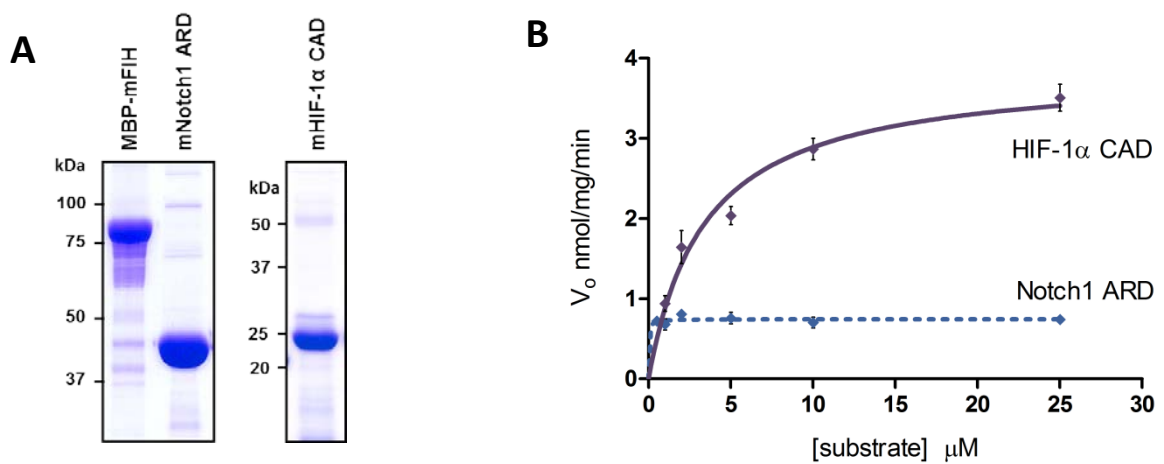 A
MBP-mFIH
mNotch1 ARD
mHIF-1α CAD
kDa
100
75
50
37
kDa
50
37
25
20
B
4
3
2
1
0
V₀ nmol/mg/min
HIF-1α CAD
Notch1 ARD
0 5 10 15 20 25 30
[substrate] μM